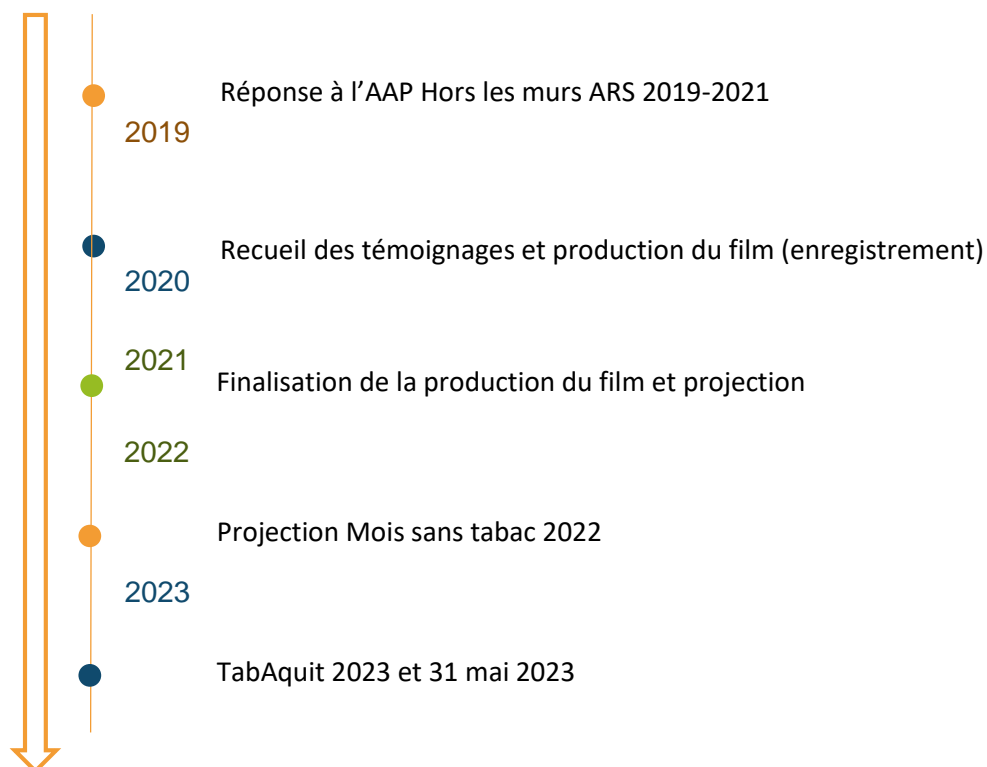 Réponse à l’AAP Hors les murs ARS 2019-2021
2019
Recueil des témoignages et production du film (enregistrement)
2020
2021
Finalisation de la production du film et projection
2022
Projection Mois sans tabac 2022
2023
TabAquit 2023 et 31 mai 2023